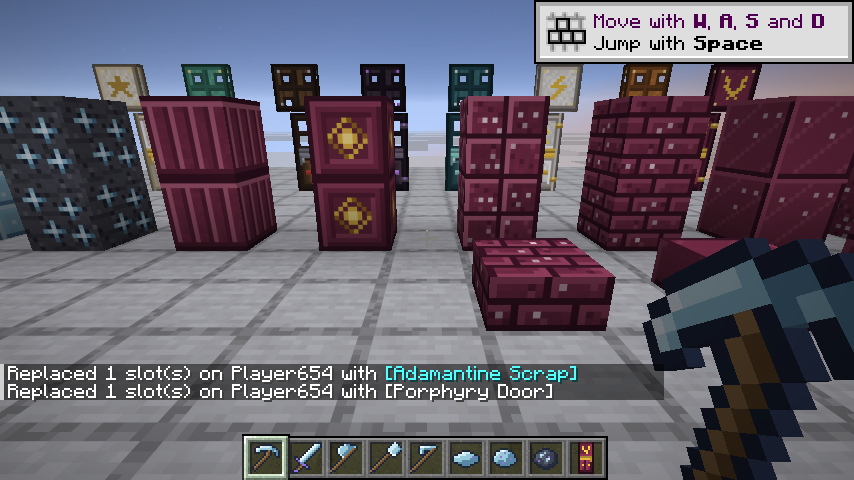 Move with W, A, S and D
Jump with Space
Replaced 1 slot(s) on Player654 with [Adamantine Scrap]
Replaced 1 slot(s) on Player654 with [Porphyry Door]